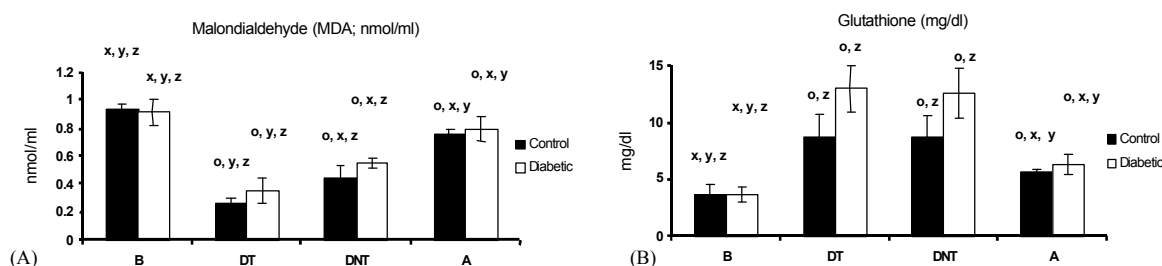 Malondialdehyde (MDA; nmol/ml)
x, y, z
x, y, z
o, x, y
o, x, z
o, y, z
o, x, y
o, x, z
o, y, z
1.2
1
0.8
0.6
0.4
0.2
0
nmol/ml
Control
Diabetic
(A)
B DT DNT A
Glutathione (mg/dl)
o, z
o, z
o, x, y
x, y, z
o, z
o, z
o, x, y
x, y, z
15
10
5
0
mg/dl
Control
Diabetic
(B)
B DT DNT A